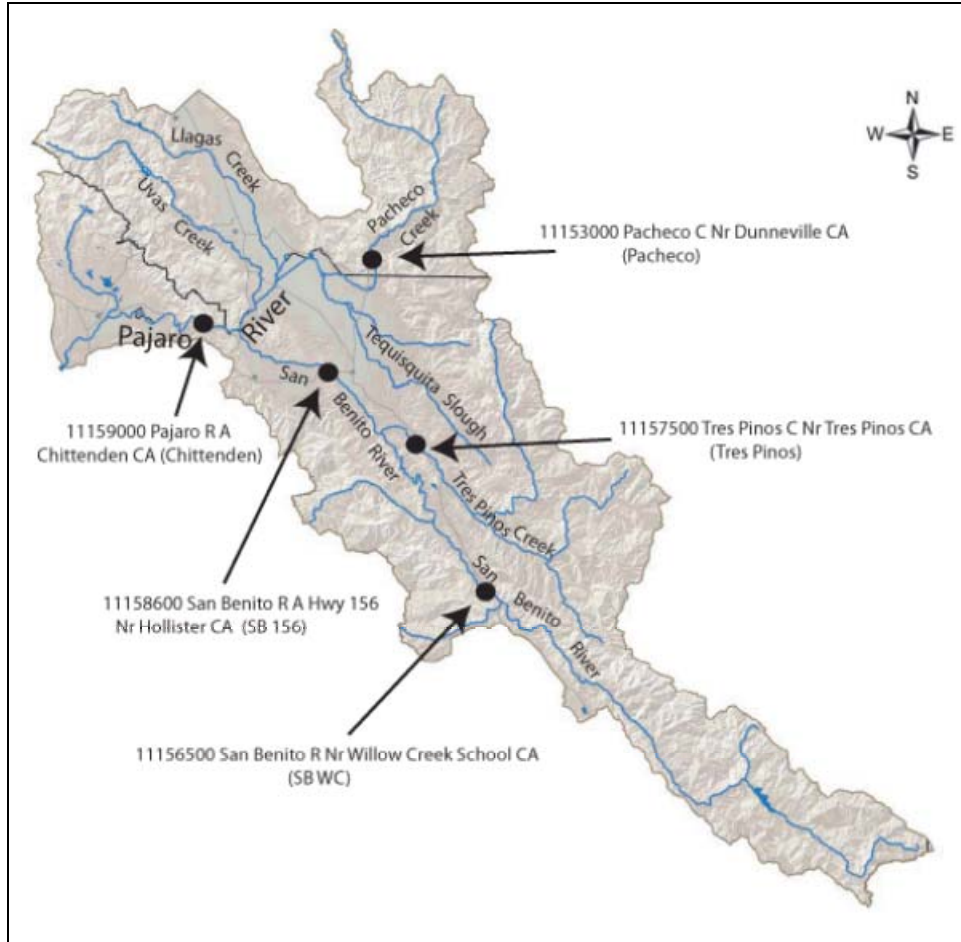 N
W E
S
Llagas Creek
Uvas Creek
Pacheco Creek
11153000 Pacheco C Nr Dunneville CA
(Pacheco)
Pajaro River
Tequisquita Slough
San Benito River
11159000 Pajaro R A
Chittenden CA (Chittenden)
11157500 Tres Pinos C Nr Tres Pinos CA
(Tres Pinos)
Tres Pinos Creek
San Benito River
11158600 San Benito R A Hwy 156
Nr Hollister CA (SB 156)
11156500 San Benito R Nr Willow Creek School CA
(SB WC)